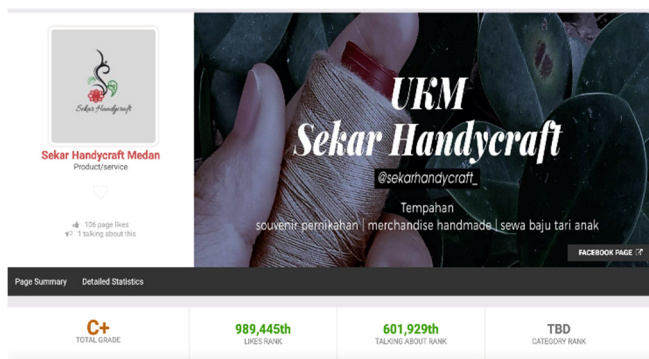 Sekar Handycraft
Sekar Handycraft Medan
Product/service
106 page likes
1 talking about this
UKM
Sekar Handycraft
@sekarhandycraft_
Tempahan
souvenir pernikahan | merchandise handmade | sewa baju tari anak
FACEBOOK PAGE
Page Summary Detailed Statistics
C+
TOTAL GRADE
989,445th
LIKES RANK
601,929th
TALKING ABOUT RANK
TBD
CATEGORY RANK